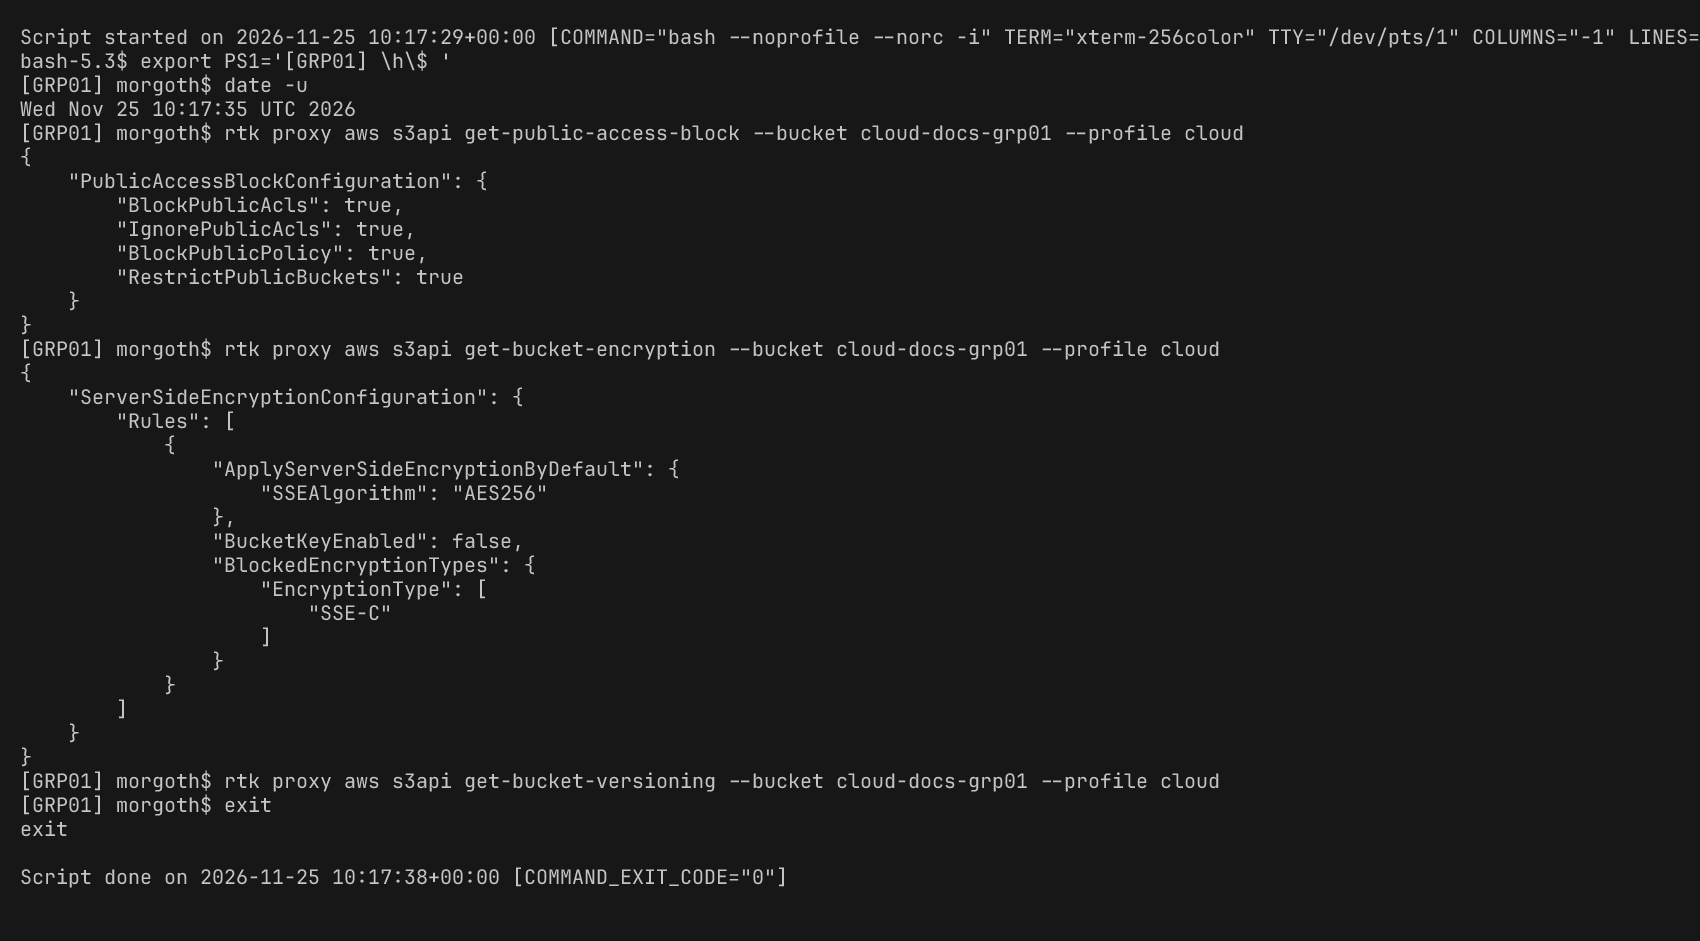 Script started on 2026-11-25 10:17:29+00:00 [COMMAND="bash --noprofile --norc -i" TERM="xterm-256color" TTY="/dev/pts/1" COLUMNS="-1" LINES=
bash-5.3$ export PS1='[GRP01] \h\$ '
[GRP01] morgoth$ date -u
Wed Nov 25 10:17:35 UTC 2026
[GRP01] morgoth$ rtk proxy aws s3api get-public-access-block --bucket cloud-docs-grp01 --profile cloud
{
    "PublicAccessBlockConfiguration": {
        "BlockPublicAcls": true,
        "IgnorePublicAcls": true,
        "BlockPublicPolicy": true,
        "RestrictPublicBuckets": true
    }
}
[GRP01] morgoth$ rtk proxy aws s3api get-bucket-encryption --bucket cloud-docs-grp01 --profile cloud
{
    "ServerSideEncryptionConfiguration": {
        "Rules": [
            {
                "ApplyServerSideEncryptionByDefault": {
                    "SSEAlgorithm": "AES256"
                },
                "BucketKeyEnabled": false,
                "BlockedEncryptionTypes": {
                    "EncryptionType": [
                        "SSE-C"
                    ]
                }
            }
        ]
    }
}
[GRP01] morgoth$ rtk proxy aws s3api get-bucket-versioning --bucket cloud-docs-grp01 --profile cloud
[GRP01] morgoth$ exit
exit

Script done on 2026-11-25 10:17:38+00:00 [COMMAND_EXIT_CODE="0"]